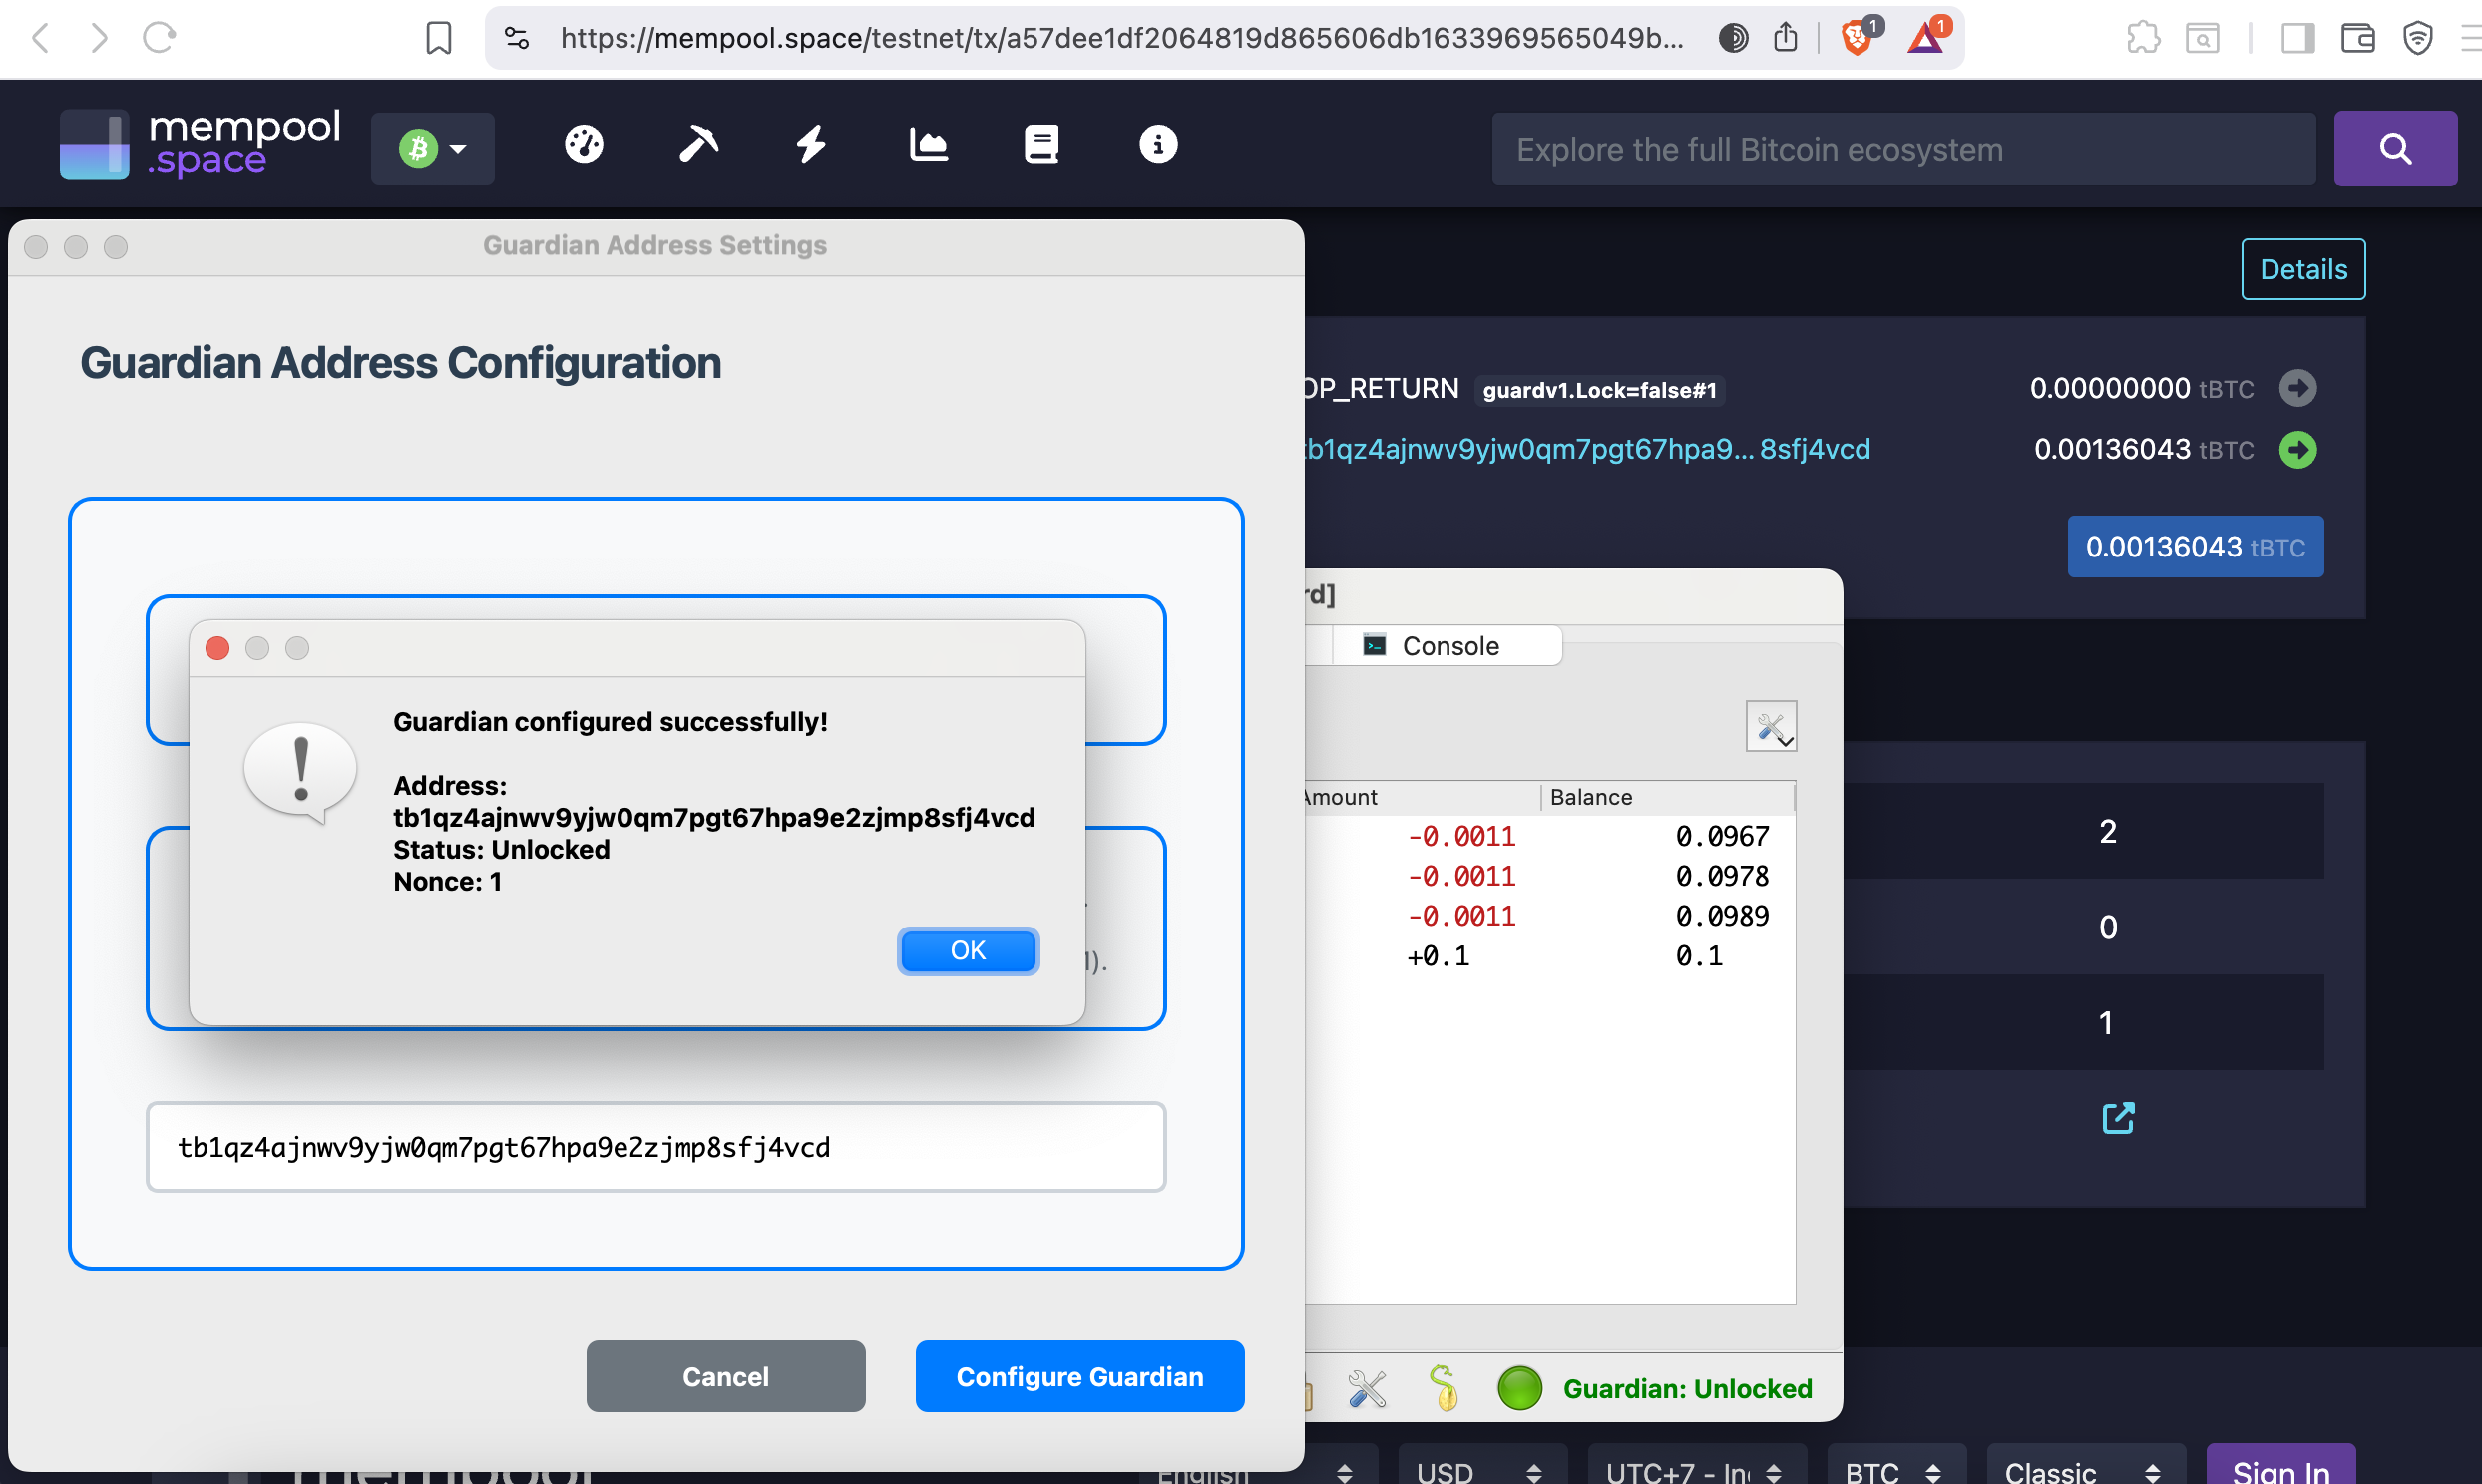 https://mempool.space/testnet/tx/a57dee1df2064819d865606db1633969565049b...
1
1
mempool
.space
Explore the full Bitcoin ecosystem
Guardian Address Settings
Details
Guardian Address Configuration
OP_RETURN guardv1.Lock=false#1 0.00000000 tBTC
tb1qz4ajnwv9yjw0qm7pgt67hpa9... 8sfj4vcd 0.00136043 tBTC
0.00136043 tBTC
rd]
Console
Guardian configured successfully!
Address:
tb1qz4ajnwv9yjw0qm7pgt67hpa9e2zjmp8sfj4vcd
Status: Unlocked
Nonce: 1
OK
).
Amount Balance
-0.0011 0.0967
-0.0011 0.0978
-0.0011 0.0989
+0.1 0.1
2
0
1
tb1qz4ajnwv9yjw0qm7pgt67hpa9e2zjmp8sfj4vcd
Cancel
Configure Guardian
Guardian: Unlocked
mempool
English
USD
UTC+7 - In
BTC
Classic
Sign In